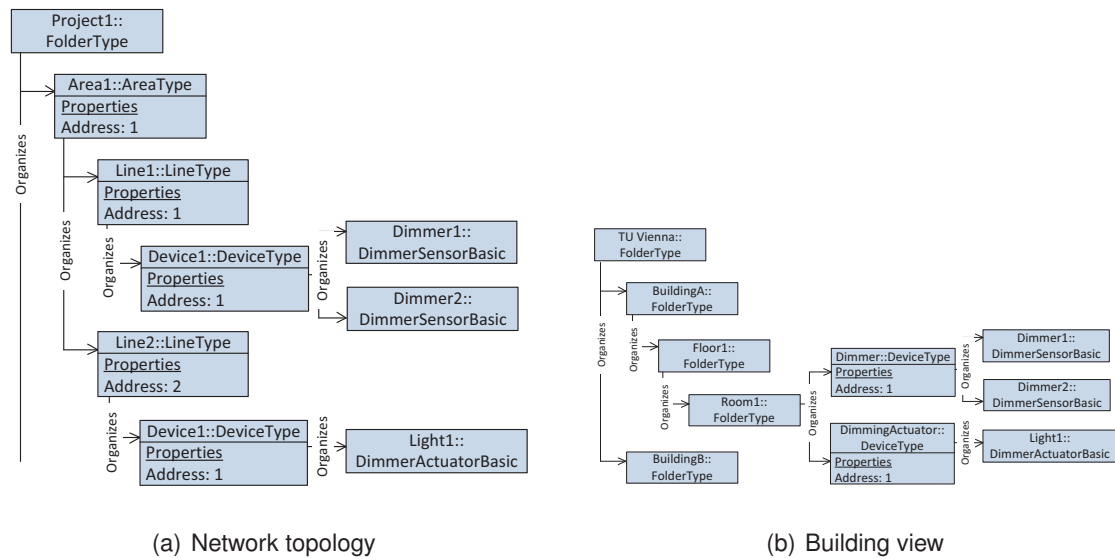 Project1::
FolderType
Organizes
Area1::AreaType
Properties
Address: 1
Organizes
Line1::LineType
Properties
Address: 1
Organizes
Device1::DeviceType
Properties
Address: 1
Organizes
Dimmer1::
DimmerSensorBasic
Dimmer2::
DimmerSensorBasic
Line2::LineType
Properties
Address: 2
Organizes
Device1::DeviceType
Properties
Address: 1
Organizes
Light1::
DimmerActuatorBasic
(a) Network topology
TU Vienna::
FolderType
Organizes
BuildingA::
FolderType
Organizes
Floor1::
FolderType
Organizes
Room1::
FolderType
Organizes
Dimmer::DeviceType
Properties
Address: 1
Organizes
Dimmer1::
DimmerSensorBasic
Dimmer2::
DimmerSensorBasic
DimmingActuator::
DeviceType
Properties
Address: 1
Organizes
Light1::
DimmerActuatorBasic
BuildingB::
FolderType
(b) Building view